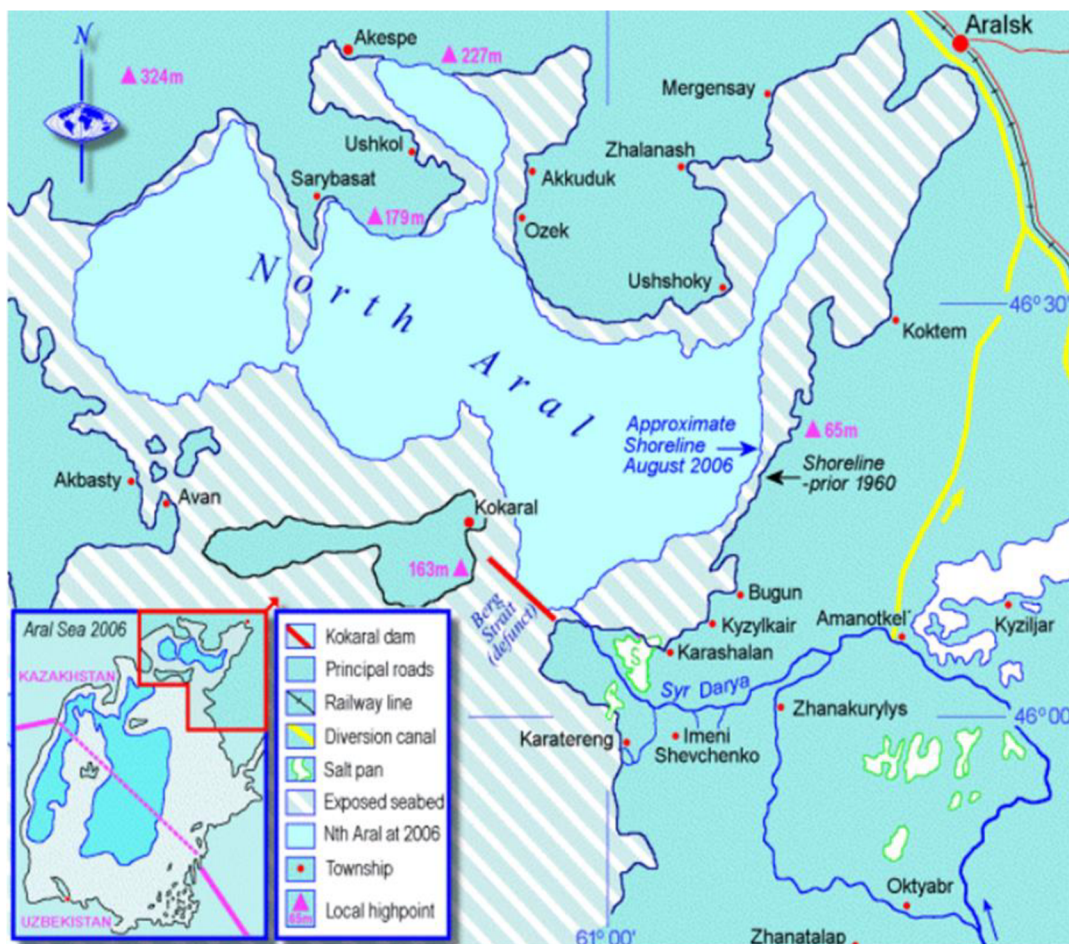 N
324m
Akespe
227m
Aralsk
Mergensay
Ushkol
Zhalanash
Sarybasat
Akkuduk
179m
Ozek
Ushshoky
46° 30'
Koktem
North Aral
Approximate
Shoreline
August 2006
65m
Shoreline
-prior 1960
Akbasty
Avan
Kokaral
163m
Berg
Strait
(defunct)
Bugun
Kyzylkair
Amanotkel'
Kyziljar
Karashalan
S
Syr Darya
Zhanakurylys
46° 00'
Karatereng
Imeni
Shevchenko
Oktyabr
61° 00'
Zhanatalap
Aral Sea 2006
KAZAKHSTAN
UZBEKISTAN
Kokaral dam
Principal roads
Railway line
Diversion canal
S
Salt pan
Exposed seabed
Nth Aral at 2006
Township
65m
Local highpoint